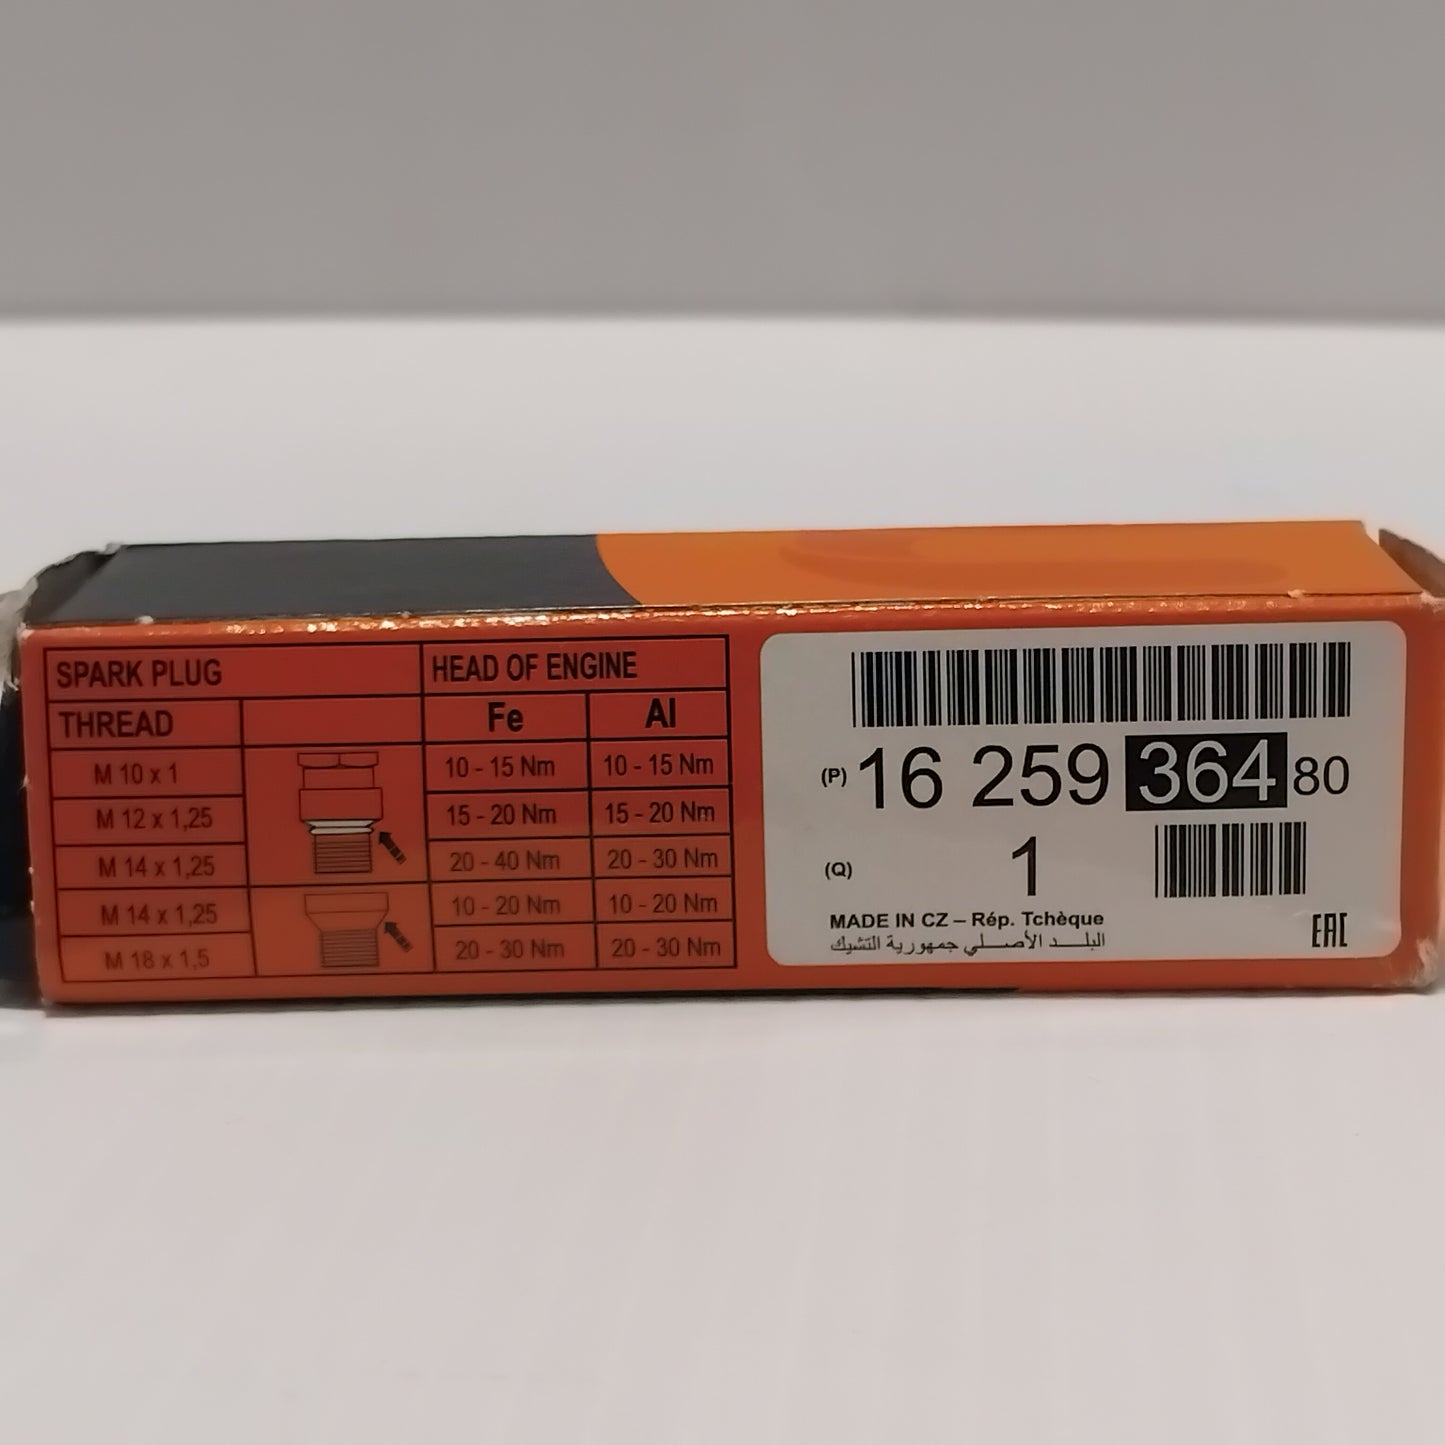 SPARK PLUG HEAD OF ENGINE
THREAD Fe Al
M 10 x 1 10 - 15 Nm 10 - 15 Nm
M 12 x 1,25 15 - 20 Nm 15 - 20 Nm
M 14 x 1,25 20 - 40 Nm 20 - 30 Nm
M 14 x 1,25 10 - 20 Nm 10 - 20 Nm
M 18 x 1,5 20 - 30 Nm 20 - 30 Nm
(P) 16 259 364 80
(Q) 1
MADE IN CZ – Rép. Tchèque
البلـــد الأصـــلي جمهورية التشيك
EAC